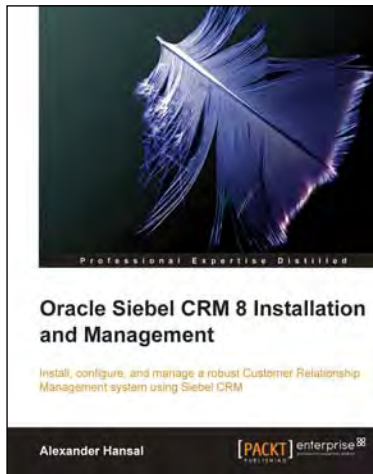 Professional Expertise Distilled
Oracle Siebel CRM 8 Installation
and Management
Install, configure, and manage a robust Customer Relationship
Management system using Siebel CRM
Alexander Hansal
[PACKT] enterprise
PUBLISHING